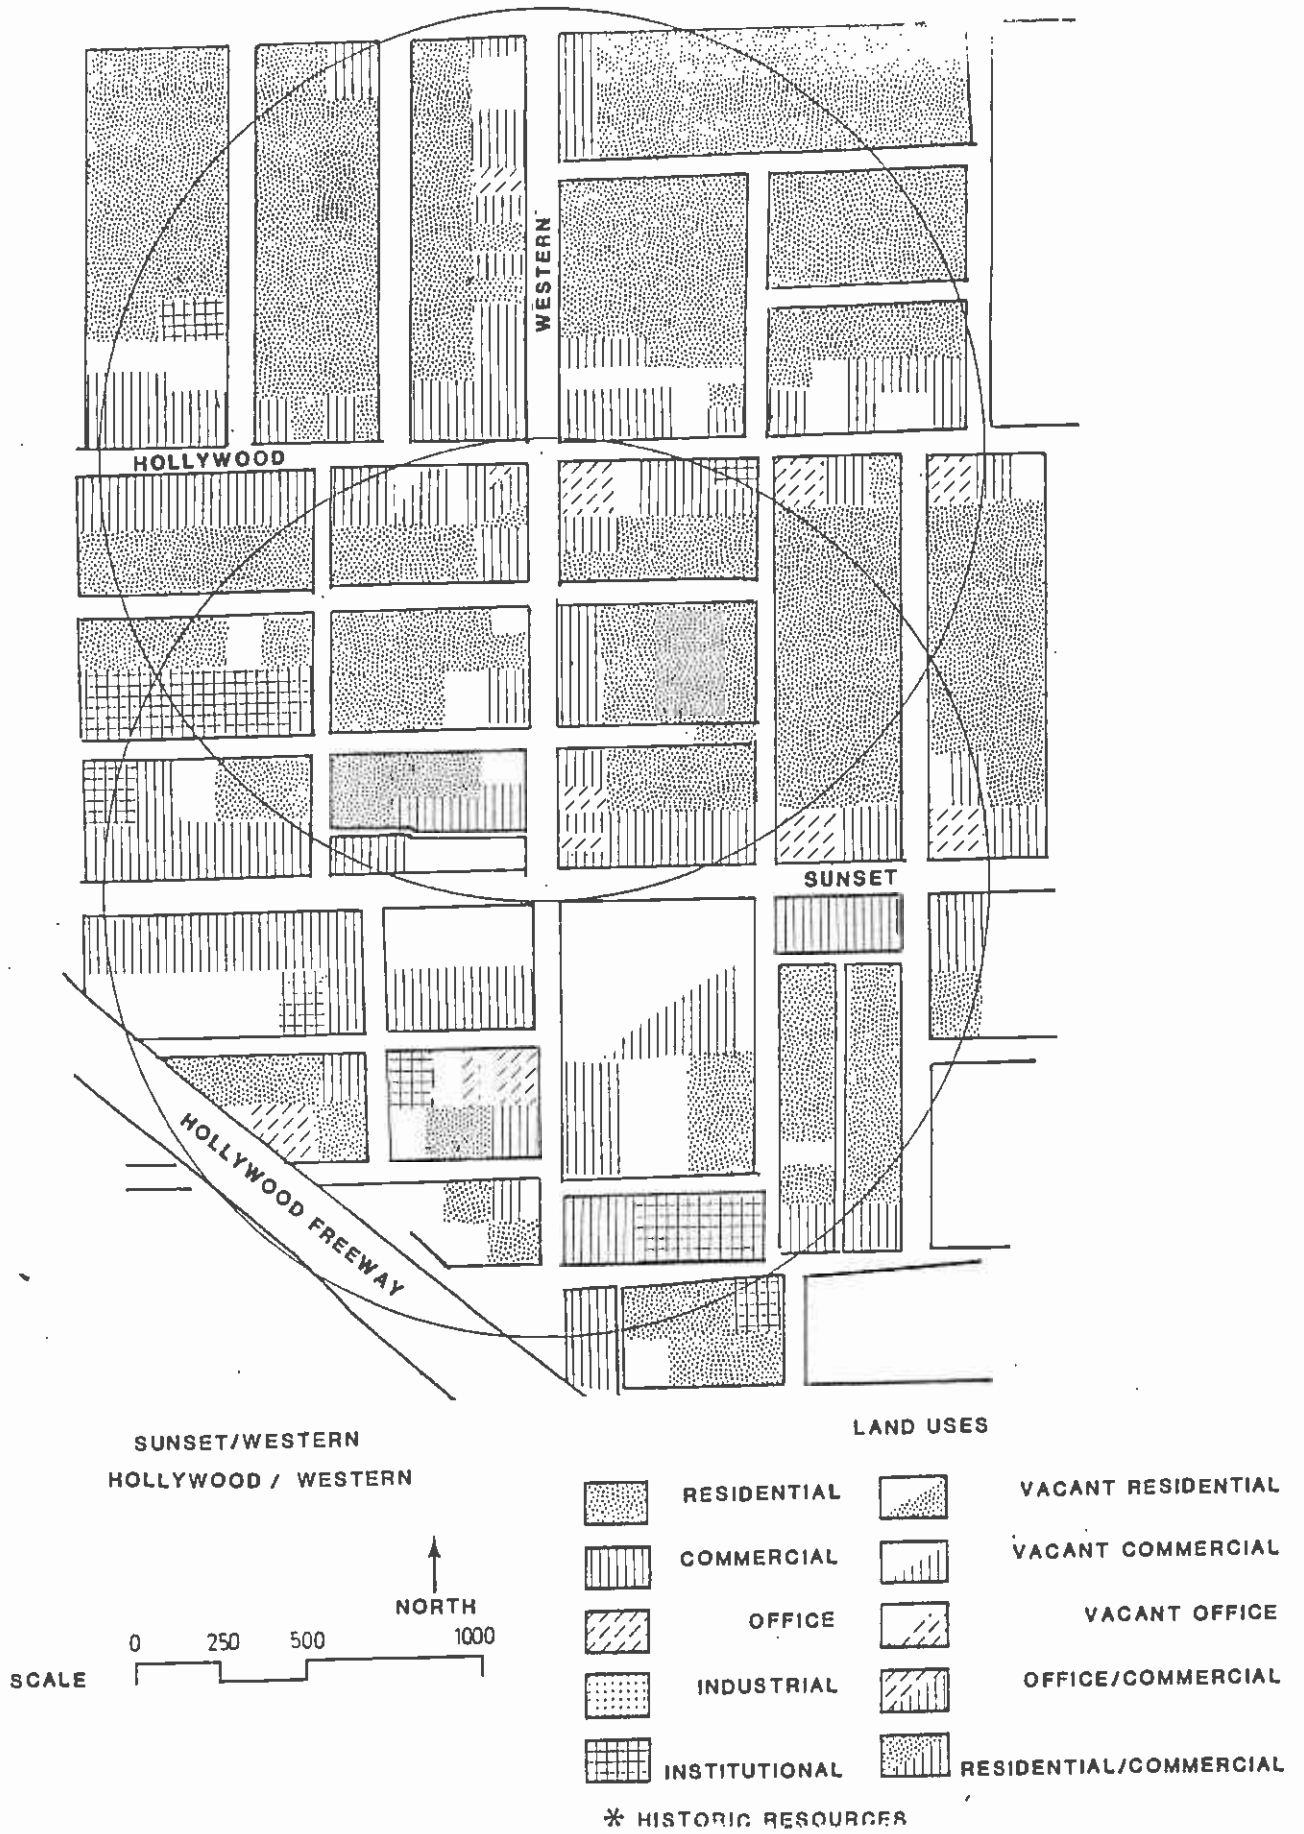 WESTERN
HOLLYWOOD
SUNSET
HOLLYWOOD FREEWAY
SUNSET/WESTERN
HOLLYWOOD / WESTERN
NORTH
0 250 500 1000
SCALE
LAND USES
RESIDENTIAL
COMMERCIAL
OFFICE
INDUSTRIAL
INSTITUTIONAL
VACANT RESIDENTIAL
VACANT COMMERCIAL
VACANT OFFICE
OFFICE/COMMERCIAL
RESIDENTIAL/COMMERCIAL
* HISTORIC RESOURCES